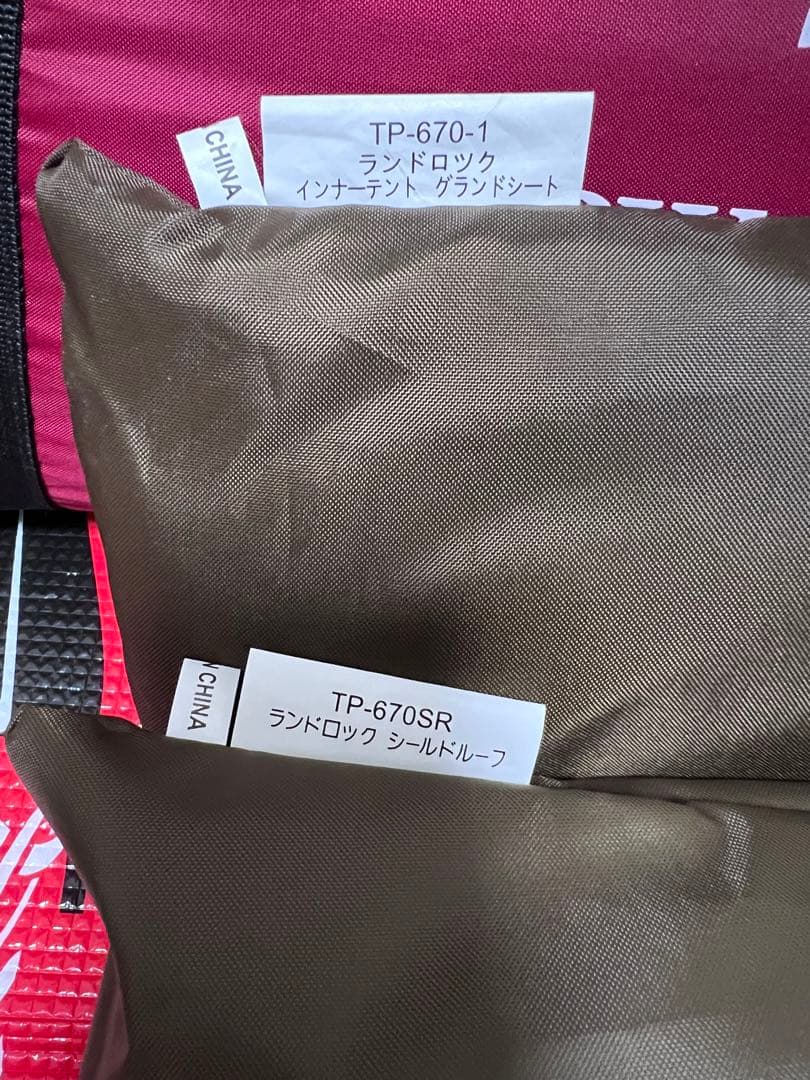 CHINA
TP-670-1
ランドロツク
インナーテント グランドシート
N CHINA
TP-670SR
ランドロック シールドルーフ